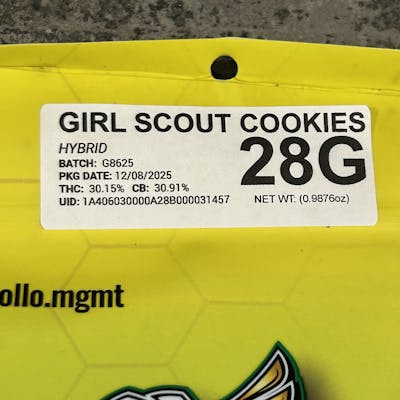 GIRL SCOUT COOKIES
HYBRID
28G
BATCH: G8625
PKG DATE: 12/08/2025
THC: 30.15% CB: 30.91%
UID: 1A406030000A28B000031457
NET WT: (0.9876oz)
ollo.mgmt